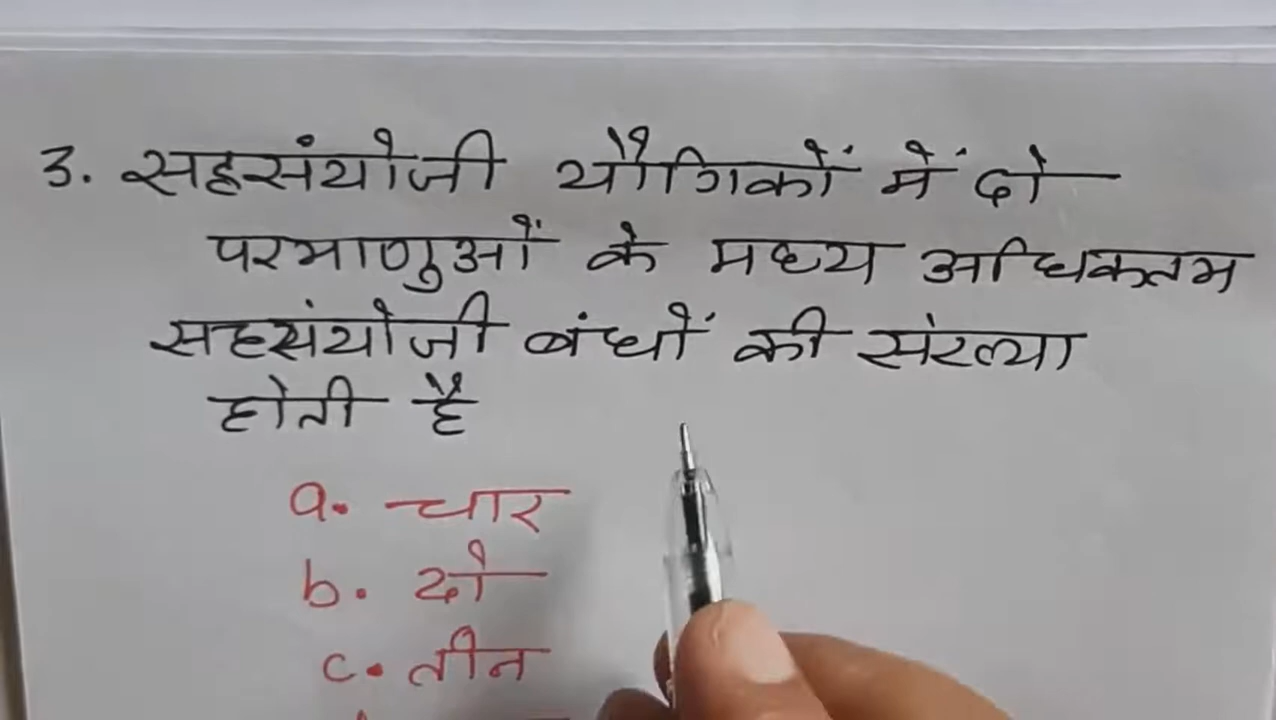 3. सहसंयोजी यौगिकों में दो
परमाणुओं के मध्य अधिकतम
सहसंयोजी बंधों की संख्या
होती है
a. चार
b. दो
c. तीन